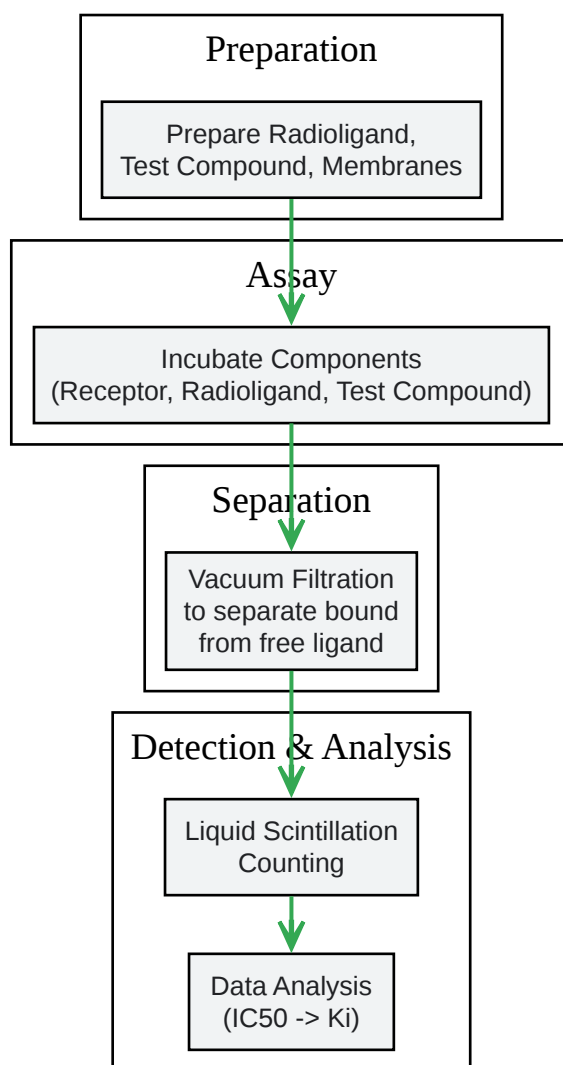 Preparation
Prepare Radioligand,
Test Compound, Membranes
Assay
Incubate Components
(Receptor, Radioligand, Test Compound)
Separation
Vacuum Filtration
to separate bound
from free ligand
Detection & Analysis
Liquid Scintillation
Counting
Data Analysis
(IC50 -> Ki)